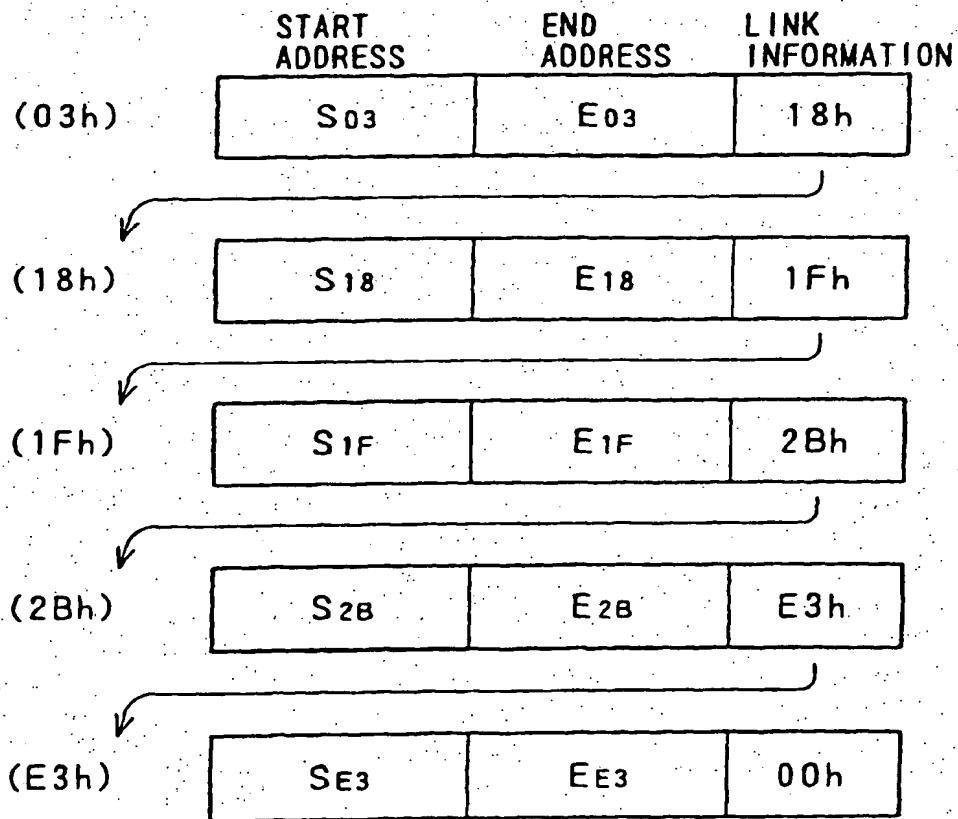 START ADDRESS END ADDRESS LINK INFORMATION
(03h) S03 E03 18h
(18h) S18 E18 1Fh
(1Fh) S1F E1F 2Bh
(2Bh) S2B E2B E3h
(E3h) SE3 EE3 00h